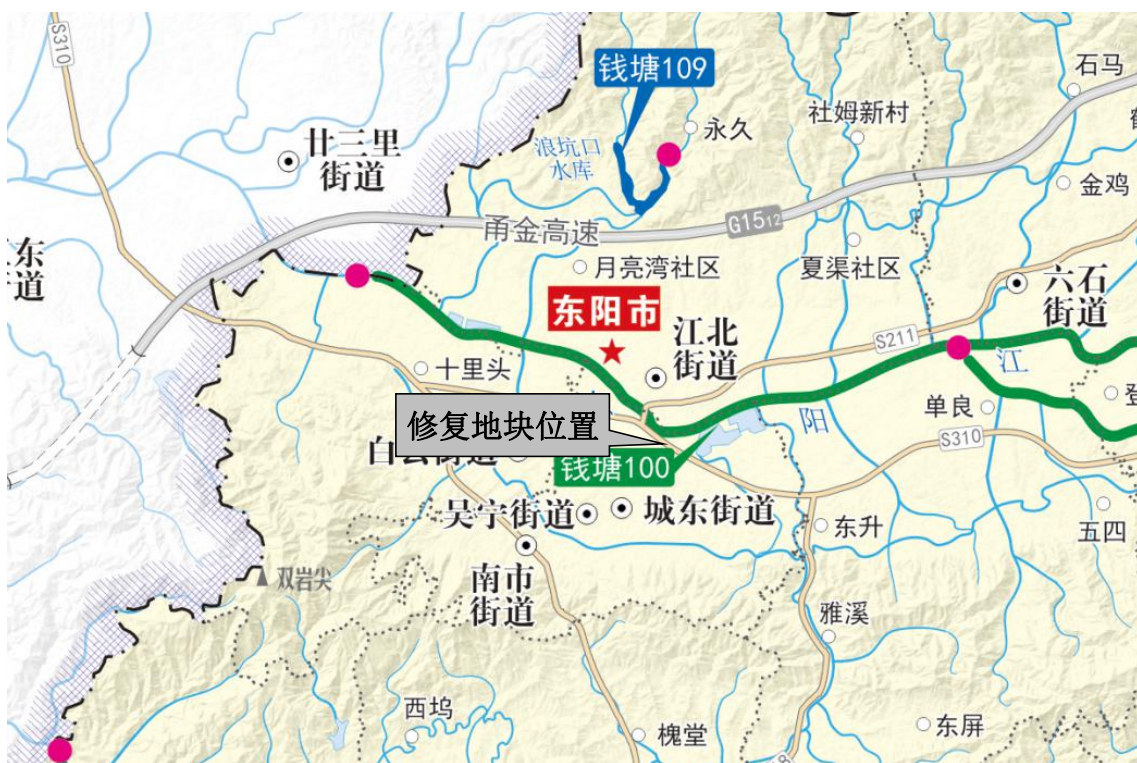 S310
钱塘109
石马
永久
社姆新村
廿三里
街道
浪坑口
水库
金鸡
G1512
甬金高速
东
道
月亮湾社区
夏渠社区
六石
街道
东阳市
江北
街道
S211
江
十里头
单良
阳
修复地块位置
S310
钱塘100
吴宁街道
城东街道
东升
五四
南市
街道
双岩尖
雅溪
西坞
槐堂
东屏